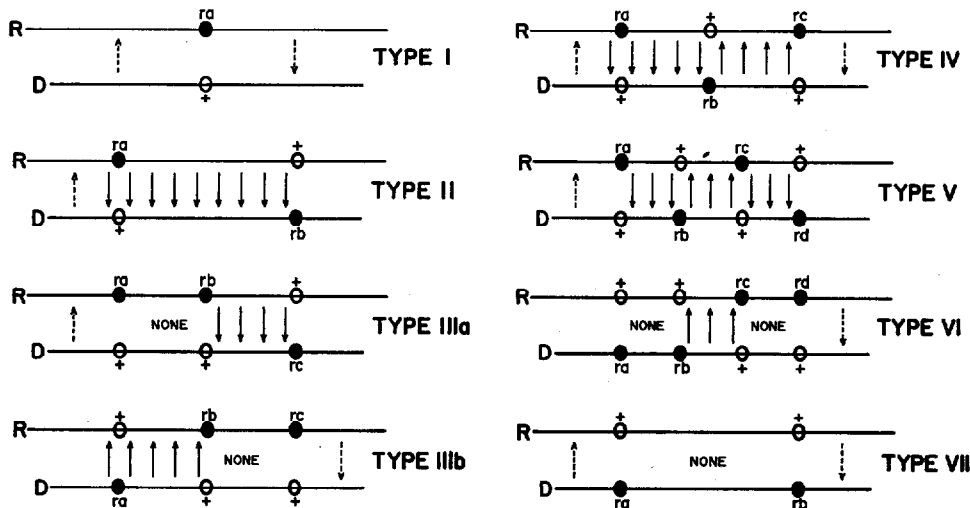 ra
R
TYPE I
D
+
ra +
R
TYPE II
D
+ rb
ra rb +
R
NONE
TYPE IIIa
D
+ + rc
+ rb rc
R
NONE
TYPE IIIb
D
ra + +
ra + rc
R
TYPE IV
D
+ rb +
ra + rc +
R
TYPE V
D
+ rb + rd
+ + rc rd
R
NONE NONE
TYPE VI
D
ra rb + +
+ +
R
NONE
TYPE VII
D
ra rb